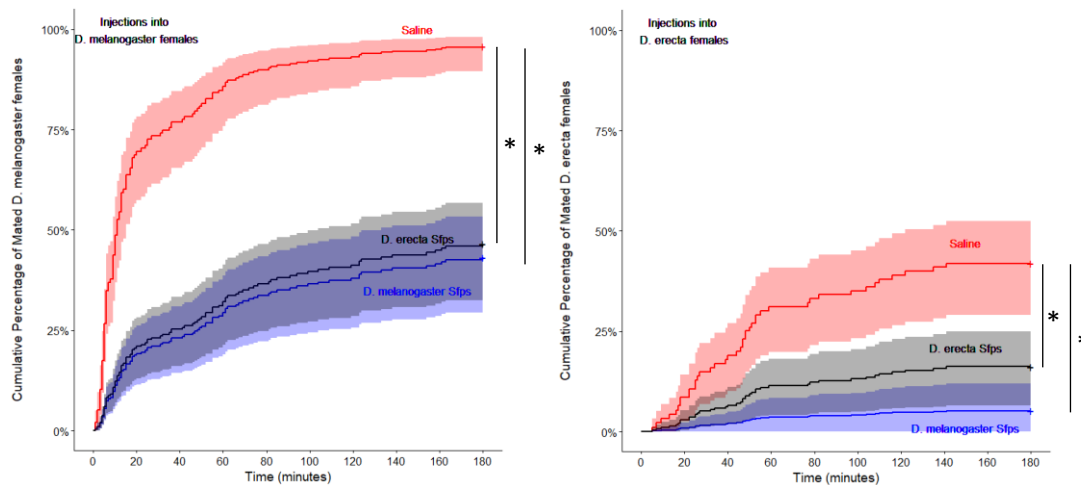 Injections into
D. melanogaster females
Saline
D. erecta Sfps
D. melanogaster Sfps
*
*
Cumulative Percentage of Mated D. melanogaster females
100%
75%
50%
25%
0%
0 20 40 60 80 100 120 140 160 180
Time (minutes)
Injections into
D. erecta females
Saline
D. erecta Sfps
D. melanogaster Sfps
*
*
Cumulative Percentage of Mated D. erecta females
100%
75%
50%
25%
0%
0 20 40 60 80 100 120 140 160 180
Time (minutes)